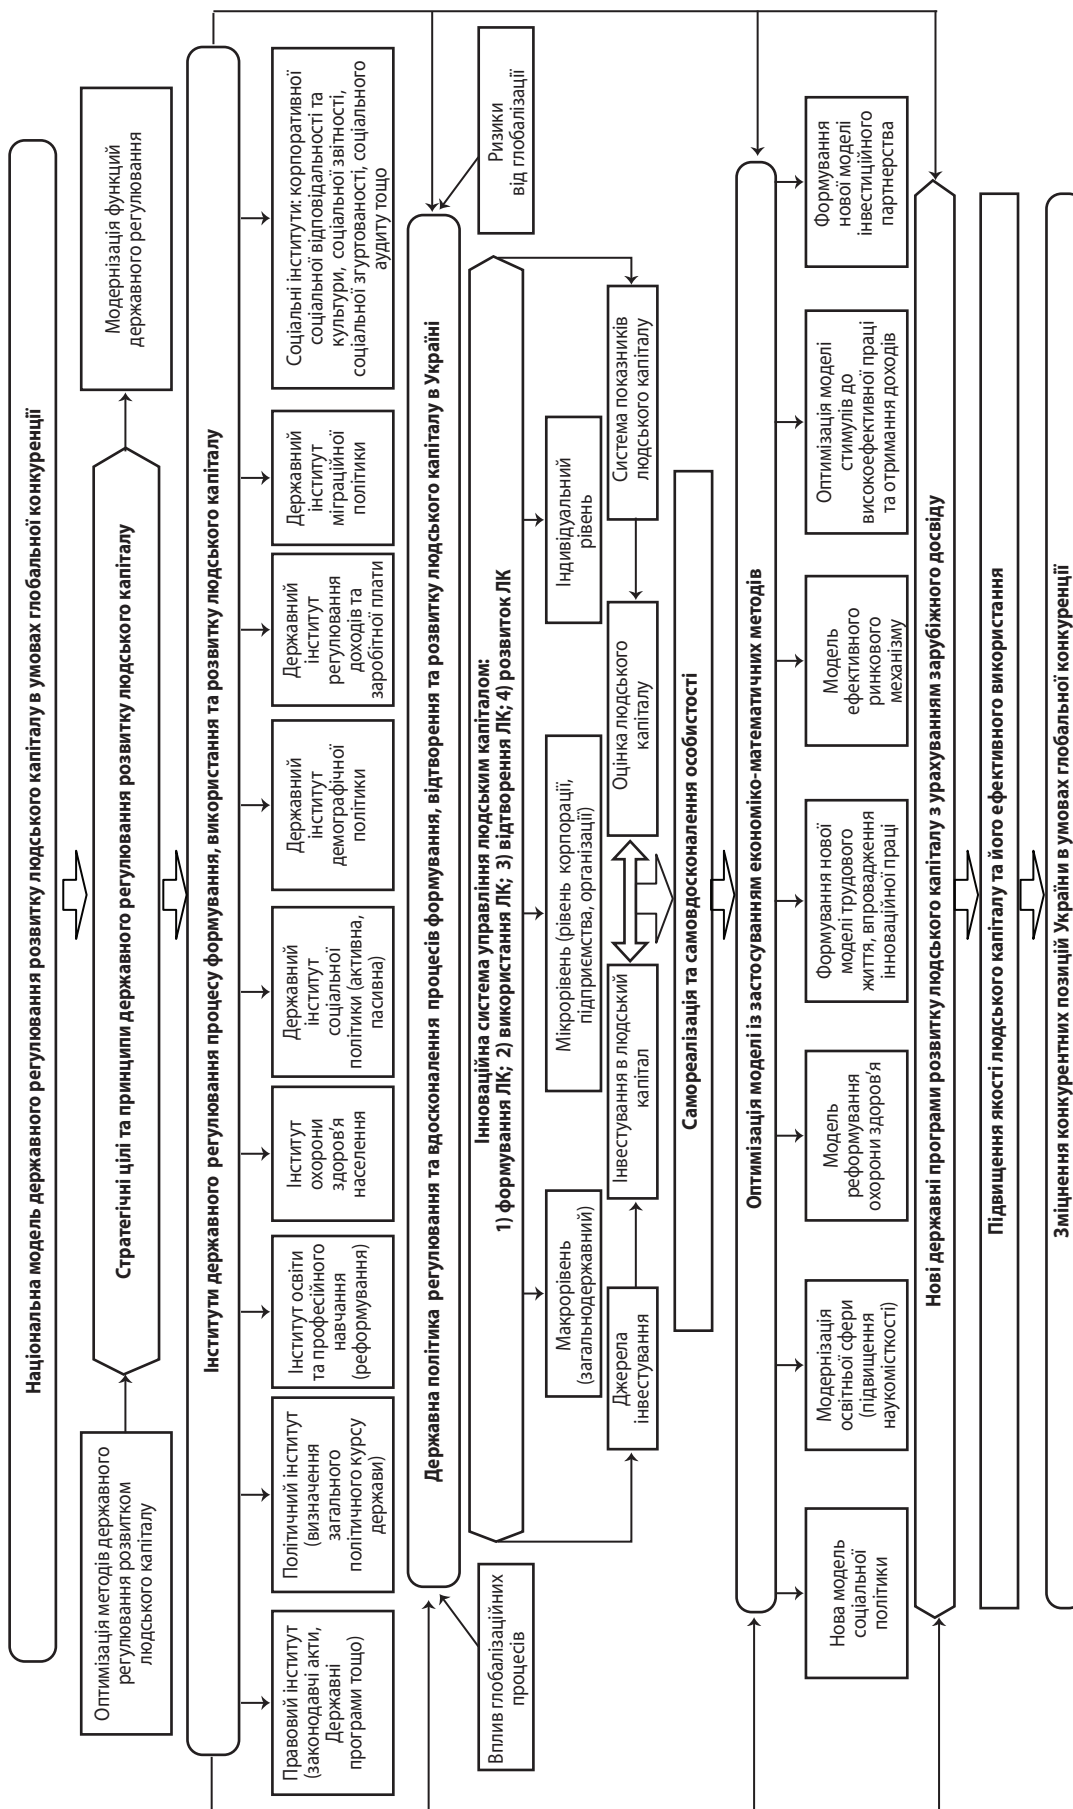 Національна модель державного регулювання розвитку людського капіталу в умовах глобальної конкуренції
Оптимізація методів державного
регулювання розвитком
людського капіталу
Стратегічні цілі та принципи державного регулювання розвитку людського капіталу
Модернізація функцій
державного регулювання
Інститути державного регулювання процесу формування, використання та розвитку людського капіталу
Правовий інститут
(законодавчі акти,
Державні
програми тощо)
Політичний інститут
(визначення
загального
політичного курсу
держави)
Інститут освіти
та професійного
навчання
(реформування)
Інститут
охорони
здоров'я
населення
Державний
інститут
соціальної
політики (активна,
пасивна)
Державний
інститут
демографічної
політики
Державний
інститут
регулювання
доходів та
заробітної плати
Державний
інститут
міграційної
політики
Соціальні інститути: корпоративної
соціальної відповідальності та
культури, соціальної звітності,
соціальної згуртованості, соціального
аудиту тощо
Державна політика регулювання та вдосконалення процесів формування, відтворення та розвитку людського капіталу в Україні
Вплив глобалізаційних
процесів
Ризики
від глобалізації
Інноваційна система управління людським капіталом:
1) формування ЛК; 2) використання ЛК; 3) відтворення ЛК; 4) розвиток ЛК
Макрорівень
(загальнодержавний)
Мікрорівень (рівень корпорації,
підприємства, організації)
Індивідуальний
рівень
Джерела
інвестування
Інвестування в людський
капітал
Оцінка людського
капіталу
Система показників
людського капіталу
Самореалізація та самовдосконалення особистості
Оптимізація моделі із застосуванням економіко-математичних методів
Нова модель
соціальної
політики
Модернізація
освітньої сфери
(підвищення
наукомісткості)
Модель
реформування
охорони здоров'я
Формування нової
моделі трудового
життя, впровадження
інноваційної праці
Модель
ефективного
ринкового
механізму
Оптимізація моделі
стимулів до
високоефективної праці
та отримання доходів
Формування
нової моделі
інвестиційного
партнерства
Нові державні програми розвитку людського капіталу з урахуванням зарубіжного досвіду
Підвищення якості людського капіталу та його ефективного використання
Зміцнення конкурентних позицій України в умовах глобальної конкуренції